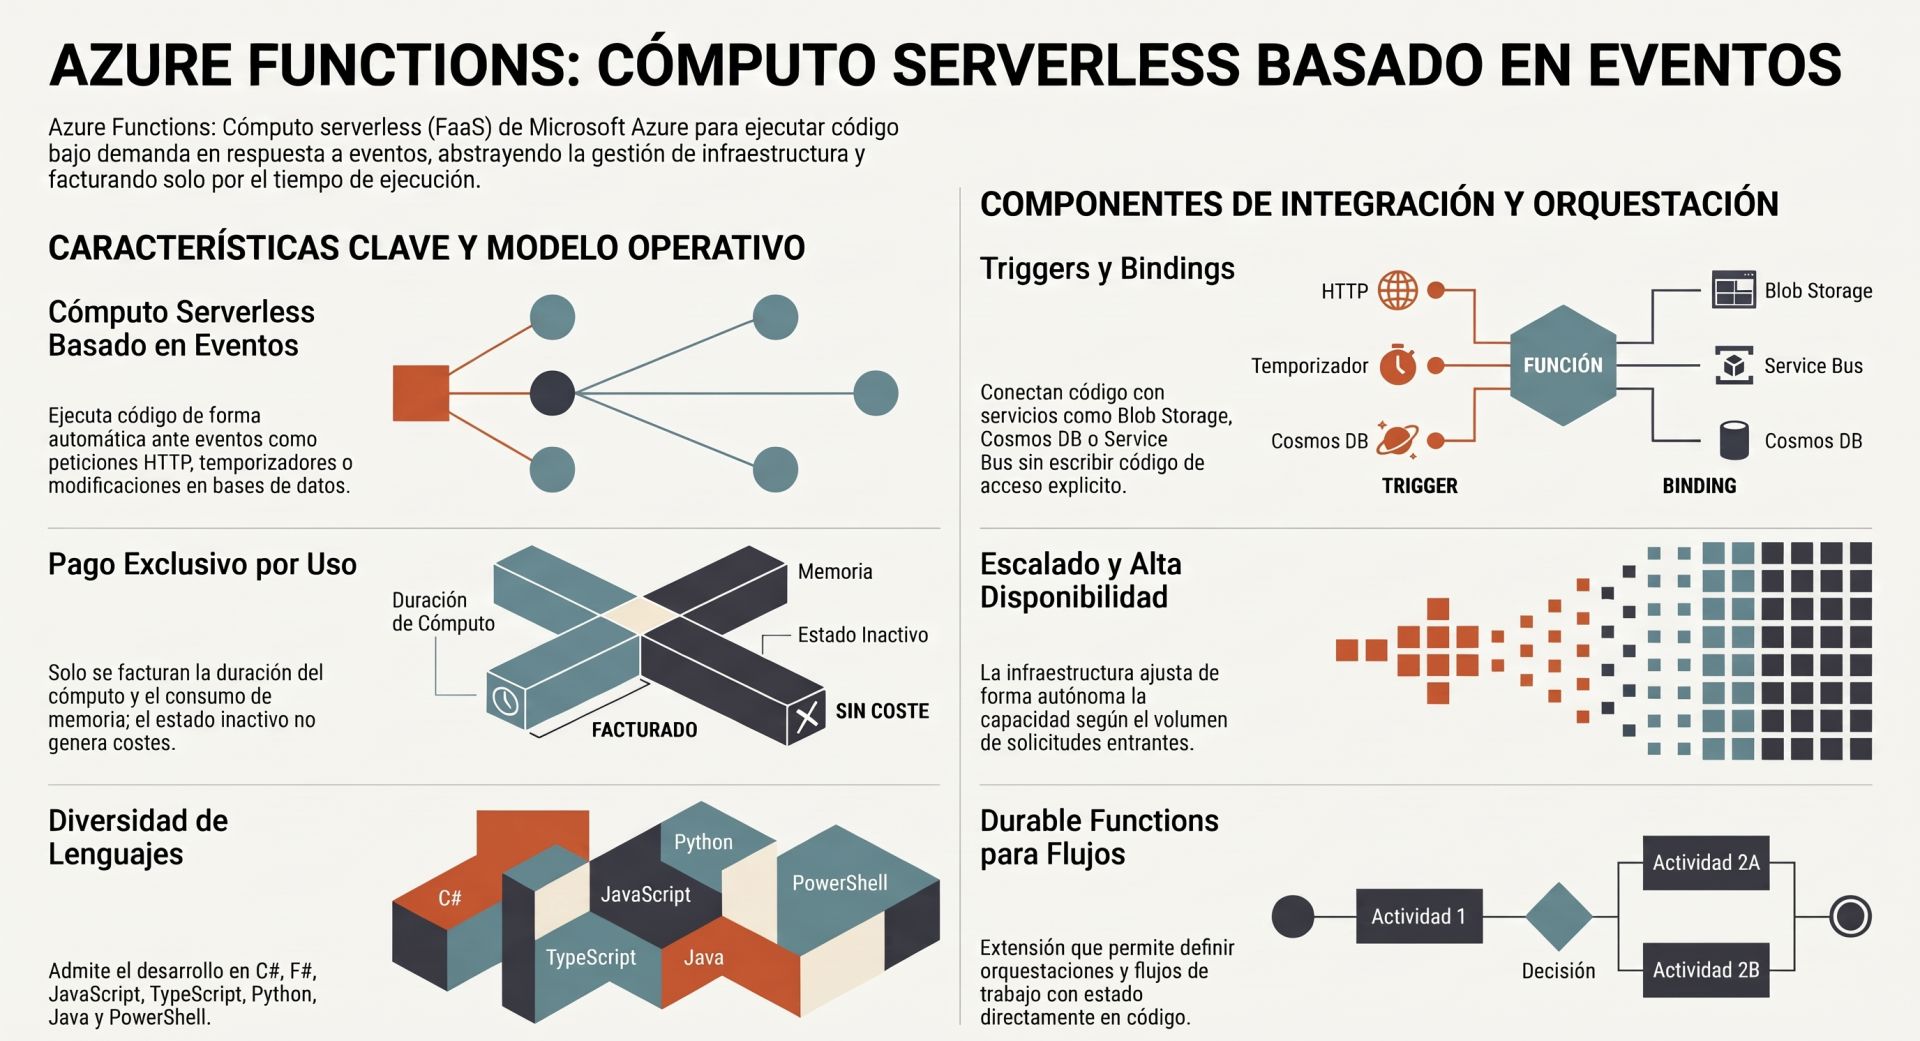 AZURE FUNCTIONS: CÓMPUTO SERVERLESS BASADO EN EVENTOS
Azure Functions: Cómputo serverless (FaaS) de Microsoft Azure para ejecutar código
bajo demanda en respuesta a eventos, abstrayendo la gestión de infraestructura y
facturando solo por el tiempo de ejecución.
CARACTERÍSTICAS CLAVE Y MODELO OPERATIVO
Cómputo Serverless
Basado en Eventos
Ejecuta código de forma
automática ante eventos como
peticiones HTTP, temporizadores o
modificaciones en bases de datos.
Pago Exclusivo por Uso
Solo se facturan la duración del
cómputo y el consumo de
memoria; el estado inactivo no
genera costes.
Duración
de Cómputo
Memoria
Estado Inactivo
FACTURADO
SIN COSTE
Diversidad de
Lenguajes
Admite el desarrollo en C#, F#,
JavaScript, TypeScript, Python,
Java y PowerShell.
C#
Python
JavaScript
PowerShell
TypeScript
Java
COMPONENTES DE INTEGRACIÓN Y ORQUESTACIÓN
Triggers y Bindings
Conectan código con
servicios como Blob Storage,
Cosmos DB o Service
Bus sin escribir código de
acceso explicito.
HTTP
Temporizador
Cosmos DB
TRIGGER
FUNCIÓN
Blob Storage
Service Bus
Cosmos DB
BINDING
Escalado y Alta
Disponibilidad
La infraestructura ajusta de
forma autónoma la
capacidad según el volumen
de solicitudes entrantes.
Durable Functions
para Flujos
Extensión que permite definir
orquestaciones y flujos de
trabajo con estado
directamente en código.
Actividad 1
Decisión
Actividad 2A
Actividad 2B